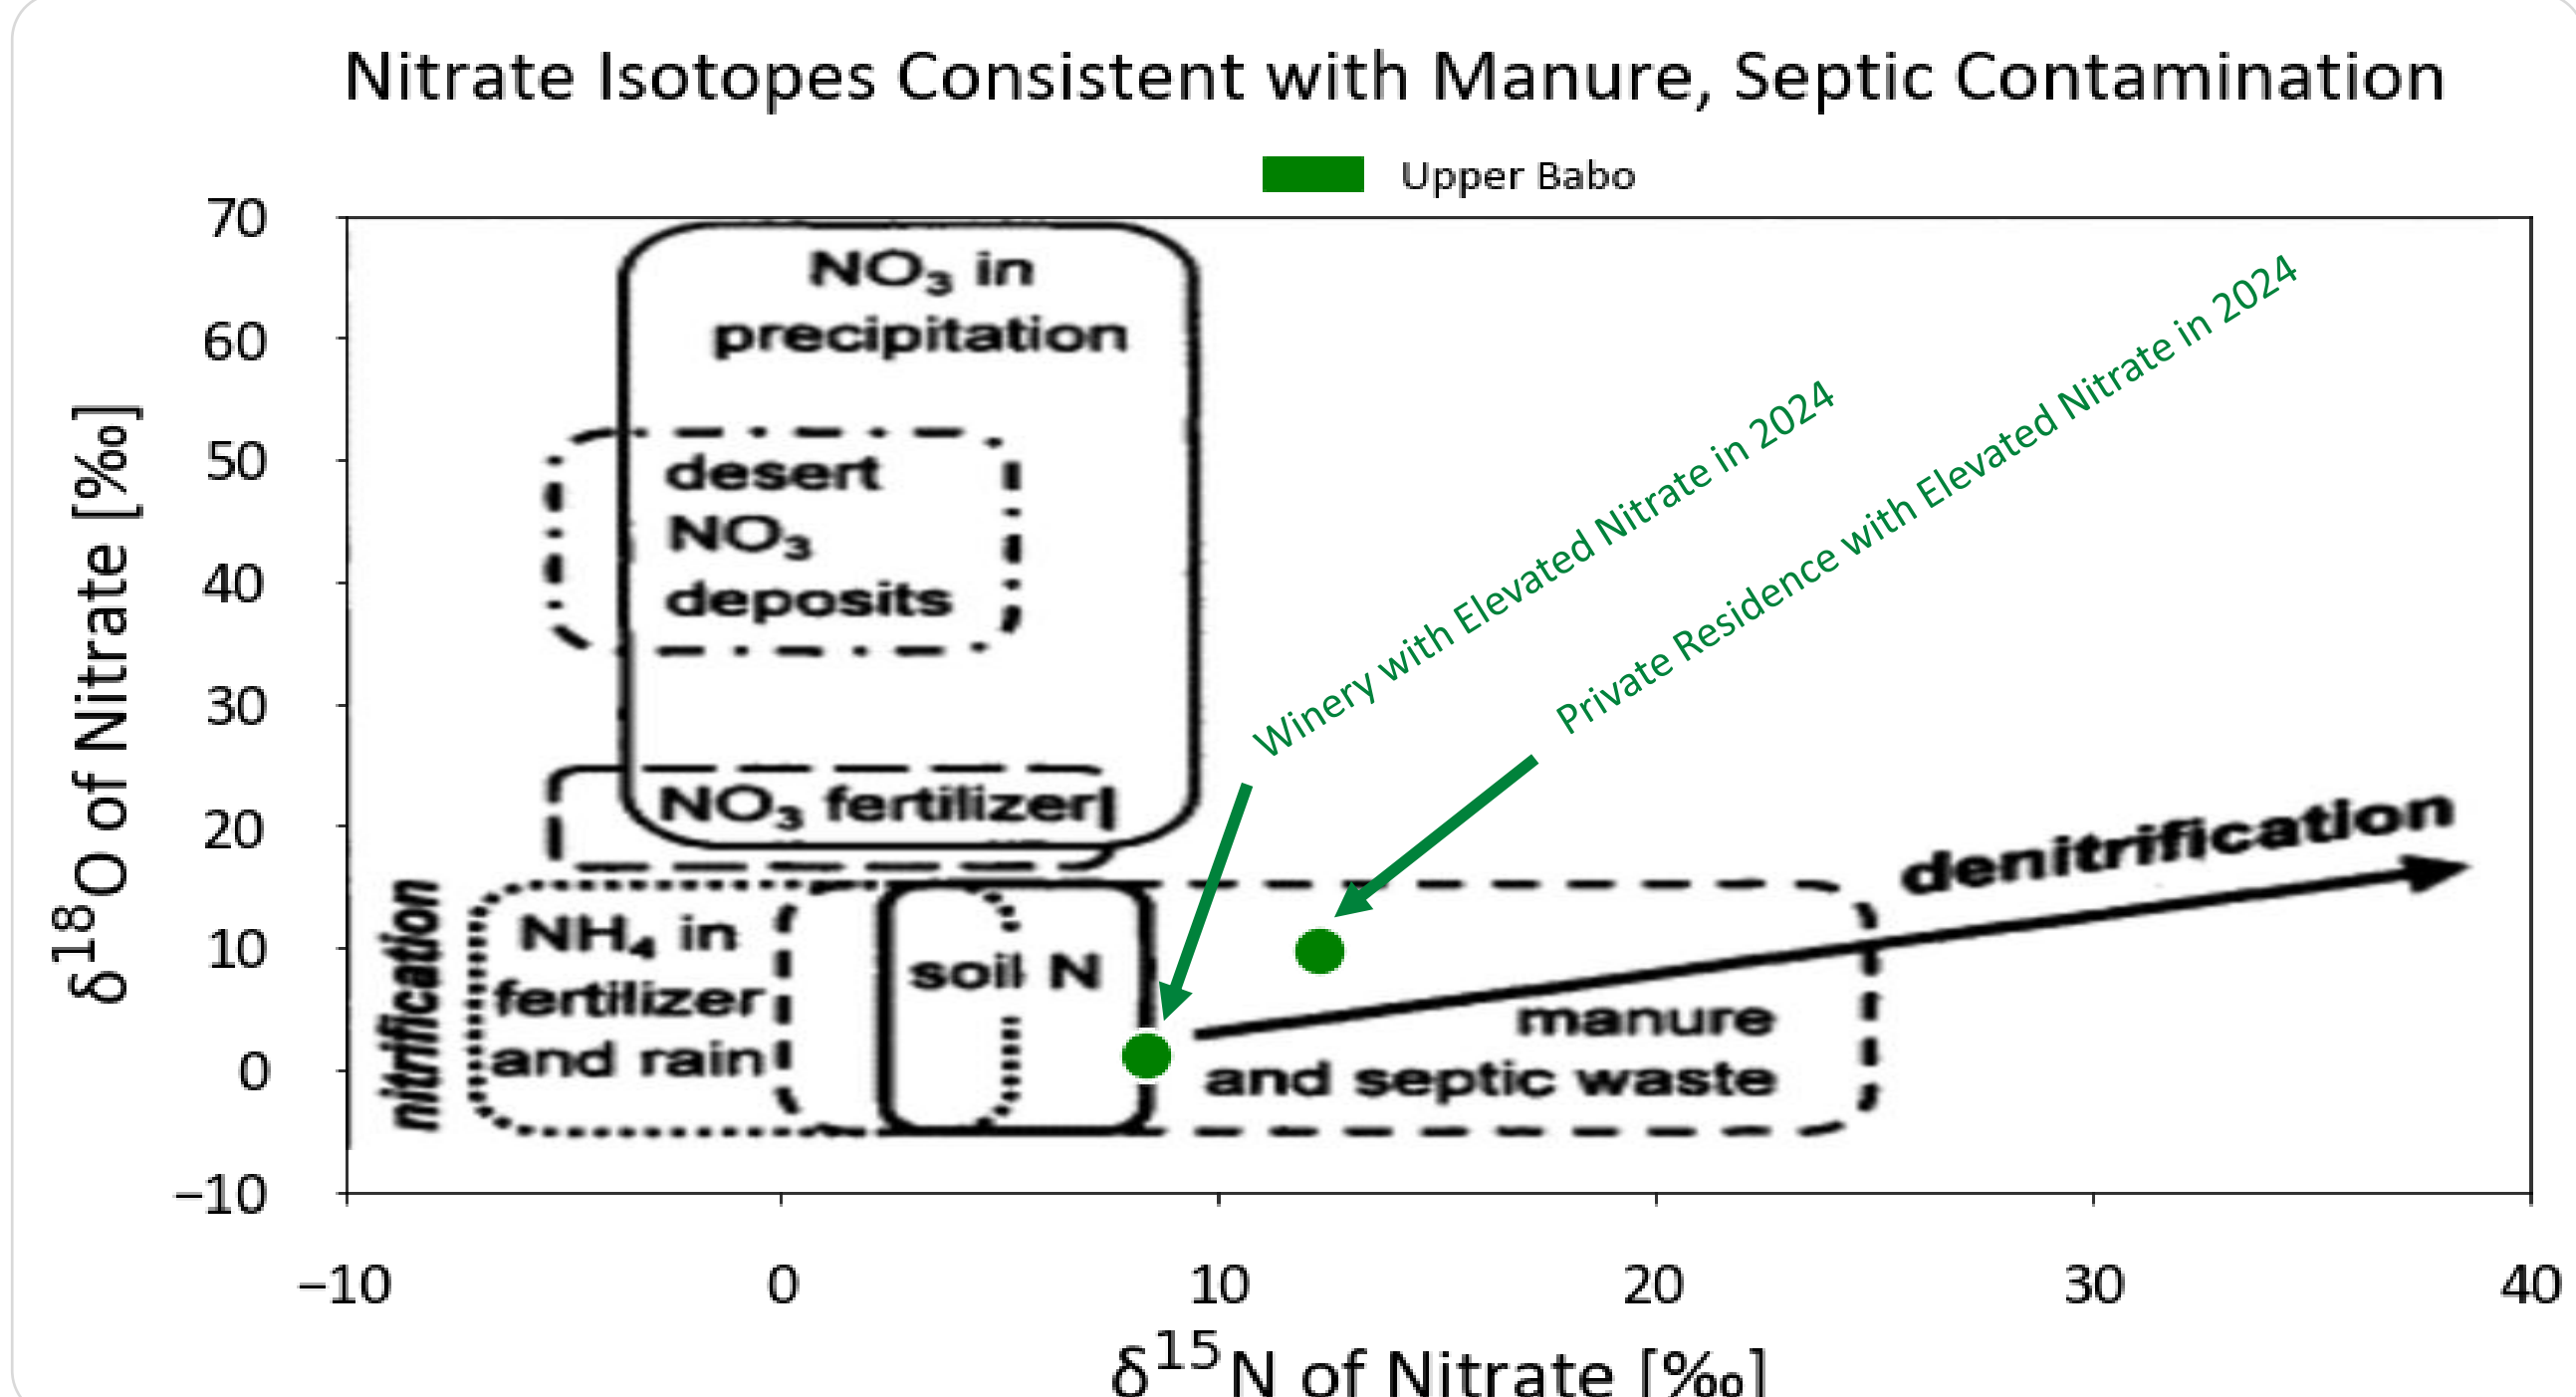 Nitrate Isotopes Consistent with Manure, Septic Contamination
Upper Babo
70
60
50
40
30
20
10
0
−10
δ¹⁸O of Nitrate [‰]
NO₃ in
precipitation
desert
NO₃
deposits
NO₃ fertilizer
nitrification
NH₄ in
fertilizer
and rain
soil N
Winery with Elevated Nitrate in 2024
Private Residence with Elevated Nitrate in 2024
denitrification
manure
and septic waste
−10
0
10
20
30
40
δ¹⁵N of Nitrate [‰]